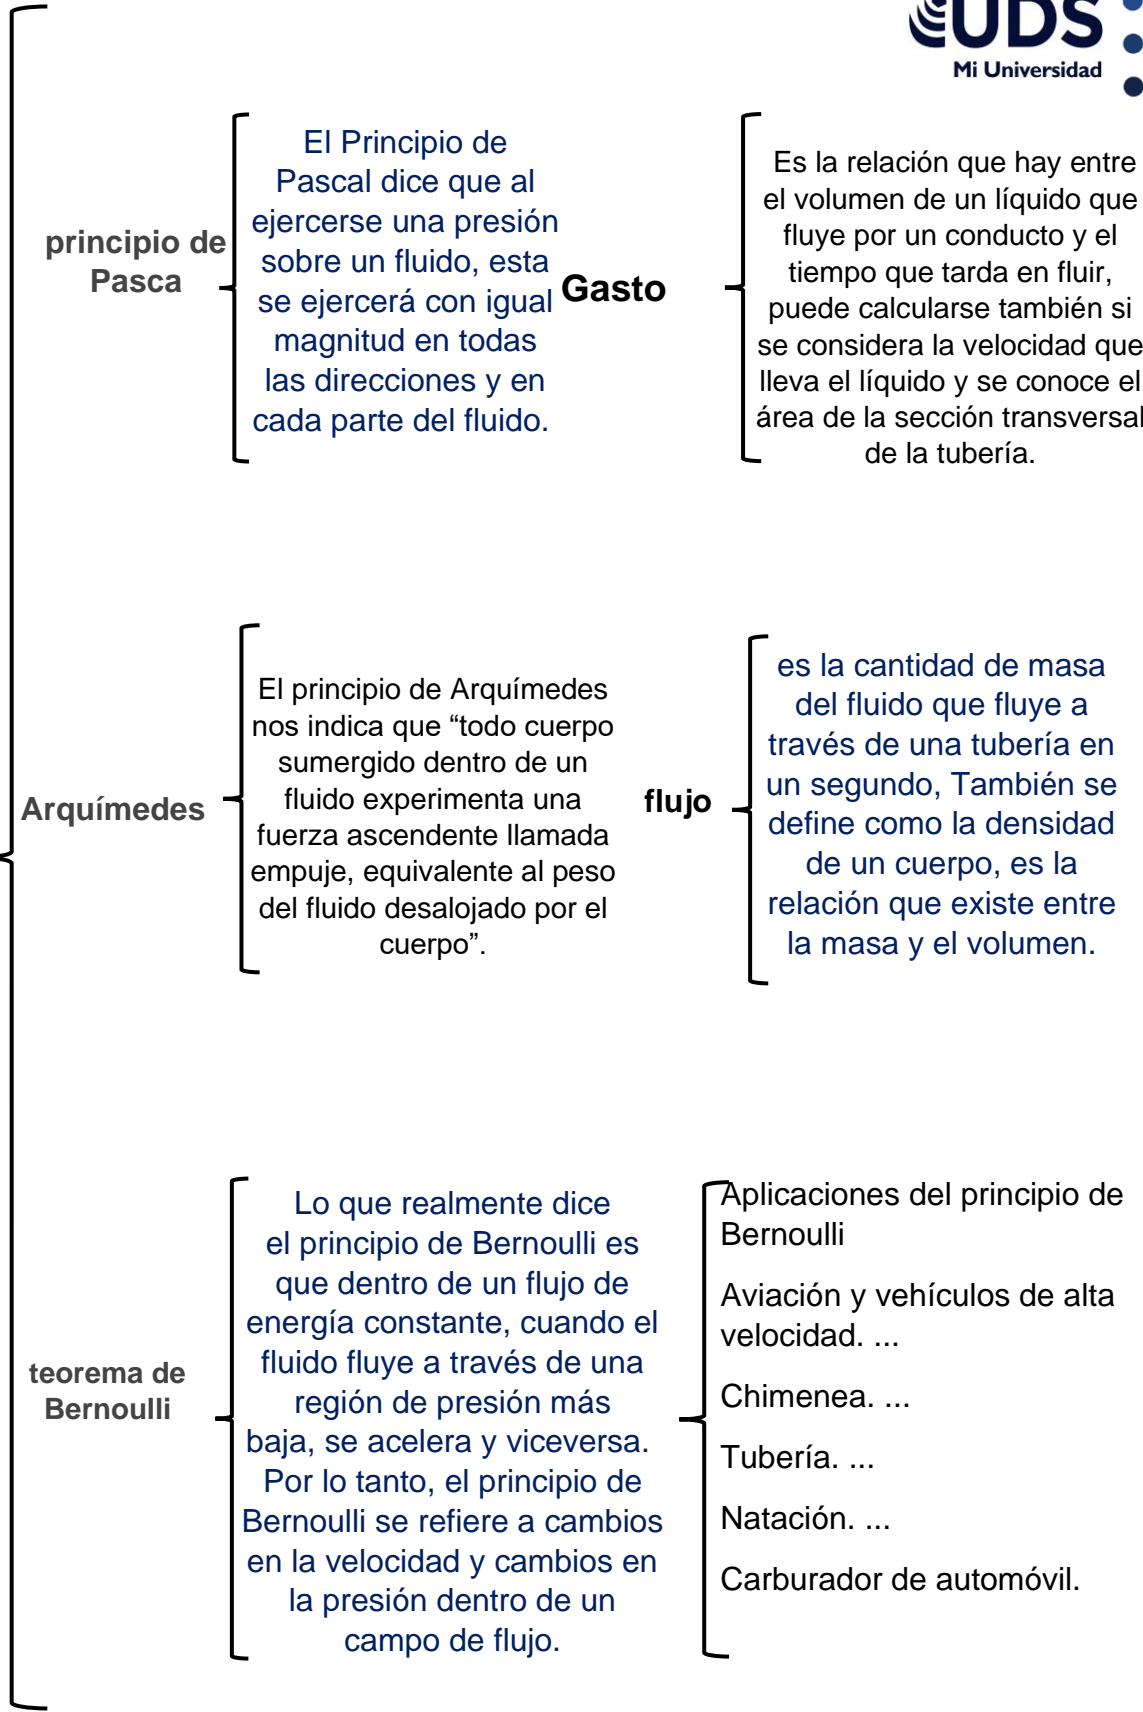 UDS
Mi Universidad
principio de
Pasca
El Principio de
Pascal dice que al
ejercerse una presión
sobre un fluido, esta
se ejercerá con igual
magnitud en todas
las direcciones y en
cada parte del fluido.
Gasto
Es la relación que hay entre
el volumen de un líquido que
fluye por un conducto y el
tiempo que tarda en fluir,
puede calcularse también si
se considera la velocidad que
lleva el líquido y se conoce el
área de la sección transversal
de la tubería.
Arquímedes
El principio de Arquímedes
nos indica que “todo cuerpo
sumergido dentro de un
fluido experimenta una
fuerza ascendente llamada
empuje, equivalente al peso
del fluido desalojado por el
cuerpo”.
flujo
es la cantidad de masa
del fluido que fluye a
través de una tubería en
un segundo, También se
define como la densidad
de un cuerpo, es la
relación que existe entre
la masa y el volumen.
teorema de
Bernoulli
Lo que realmente dice
el principio de Bernoulli es
que dentro de un flujo de
energía constante, cuando el
fluido fluye a través de una
región de presión más
baja, se acelera y viceversa.
Por lo tanto, el principio de
Bernoulli se refiere a cambios
en la velocidad y cambios en
la presión dentro de un
campo de flujo.
Aplicaciones del principio de
Bernoulli
Aviación y vehículos de alta
velocidad. ...
Chimenea. ...
Tubería. ...
Natación. ...
Carburador de automóvil.